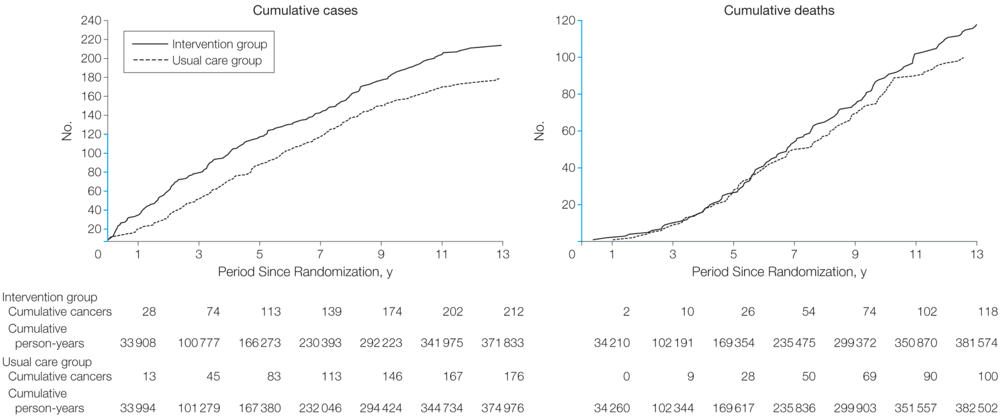 Cumulative cases
240
220
200
180
160
140
120
100
80
60
40
20
0
No.
Intervention group
Usual care group
1 3 5 7 9 11 13
Period Since Randomization, y
Cumulative deaths
120
100
80
60
40
20
0
No.
1 3 5 7 9 11 13
Period Since Randomization, y
Intervention group
Cumulative cancers 28 74 113 139 174 202 212 2 10 26 54 74 102 118
Cumulative
person-years 33 908 100 777 166 273 230 393 292 223 341 975 371 833 34 210 102 191 169 354 235 475 299 372 350 870 381 574
Usual care group
Cumulative cancers 13 45 83 113 146 167 176 0 9 28 50 69 90 100
Cumulative
person-years 33 994 101 279 167 380 232 046 294 424 344 734 374 976 34 260 102 344 169 617 235 836 299 903 351 557 382 502